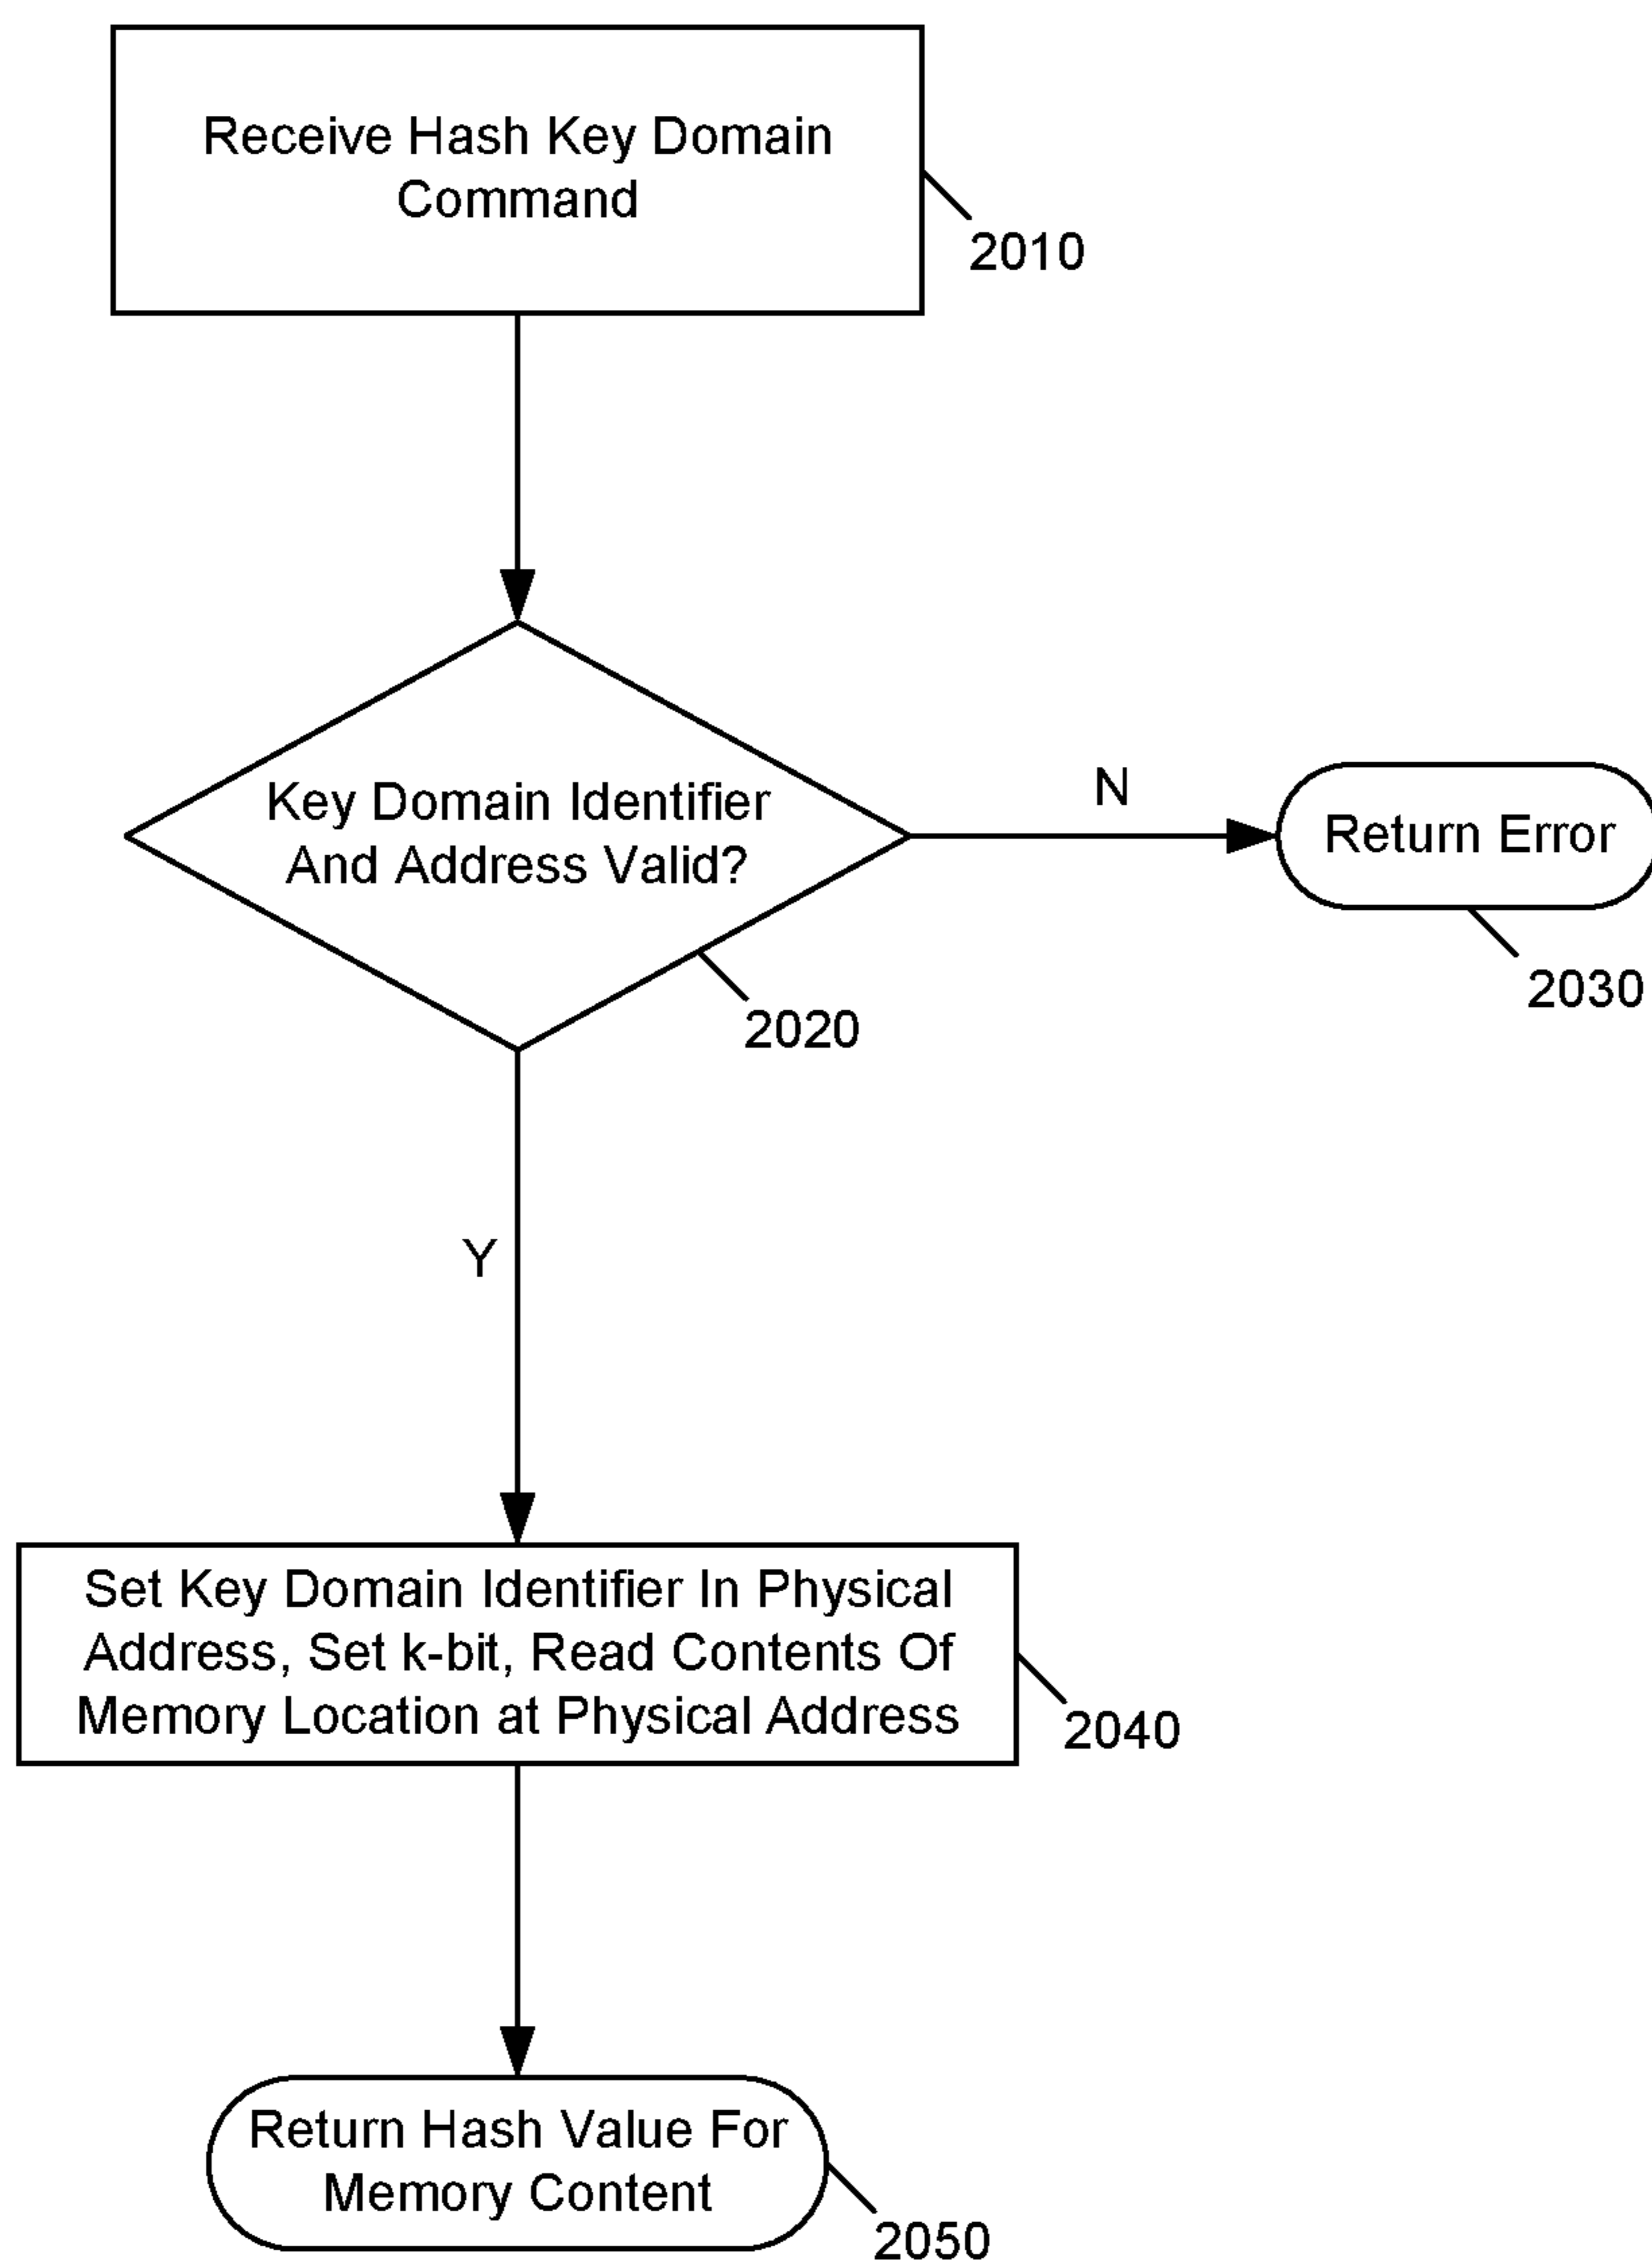 Receive Hash Key Domain
Command
2010
Key Domain Identifier
And Address Valid?
N
Return Error
2030
2020
Y
Set Key Domain Identifier In Physical
Address, Set k-bit, Read Contents Of
Memory Location at Physical Address
2040
Return Hash Value For
Memory Content
2050